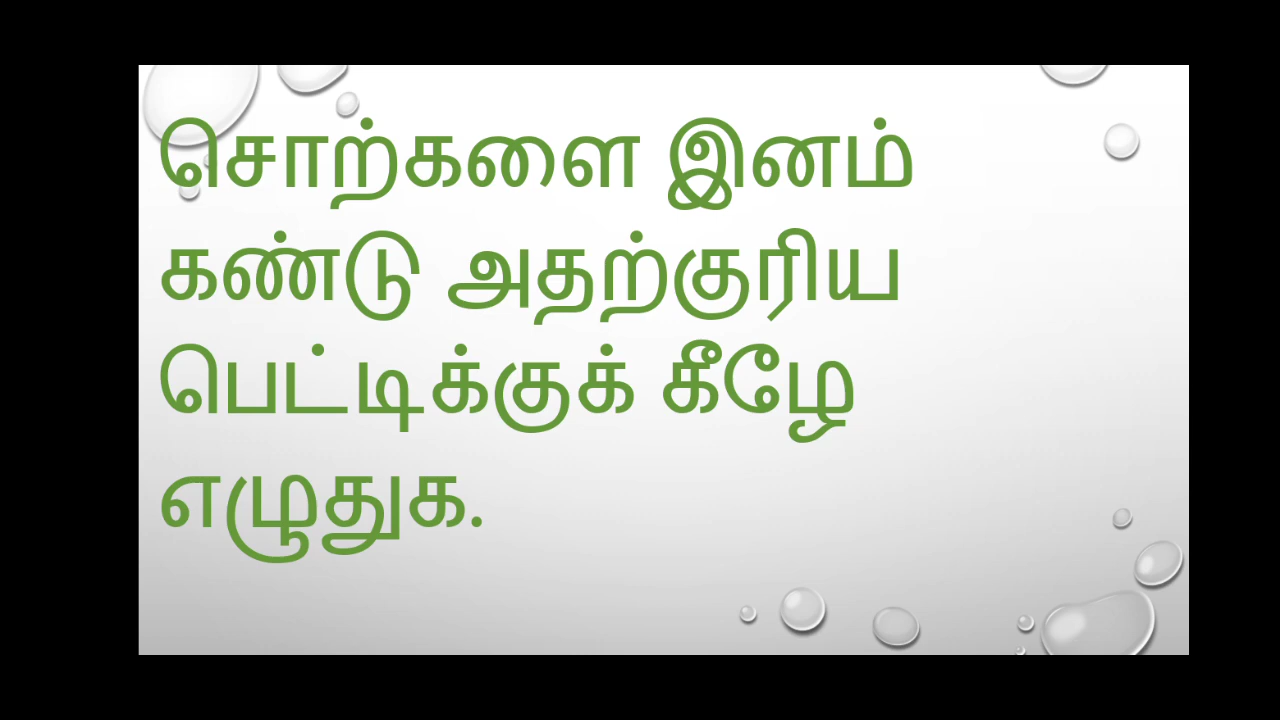 சொற்களை இனம்
கண்டு அதற்குரிய
பெட்டிக்குக் கீழே
எழுதுக.